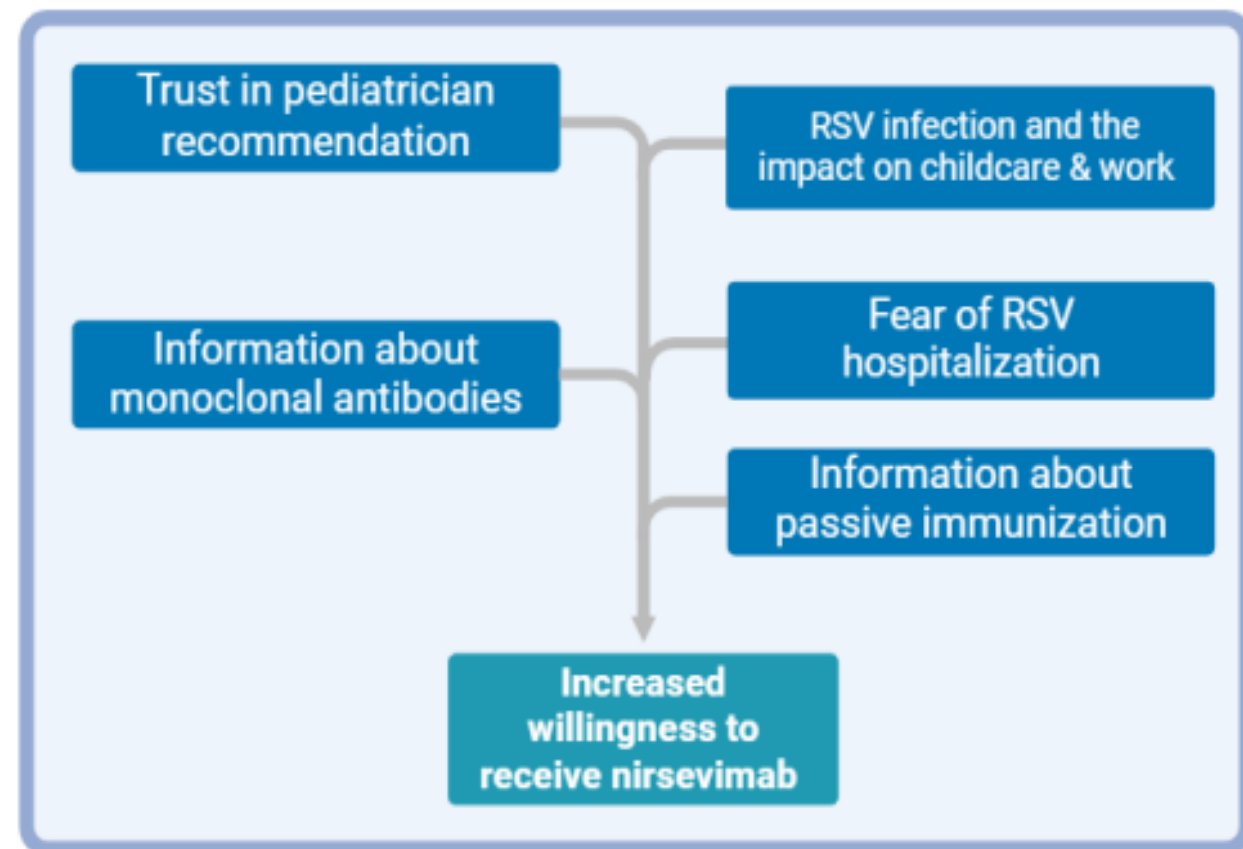 Trust in pediatrician
recommendation
RSV infection and the
impact on childcare & work
Information about
monoclonal antibodies
Fear of RSV
hospitalization
Information about
passive immunization
Increased
willingness to
receive nirsevimab